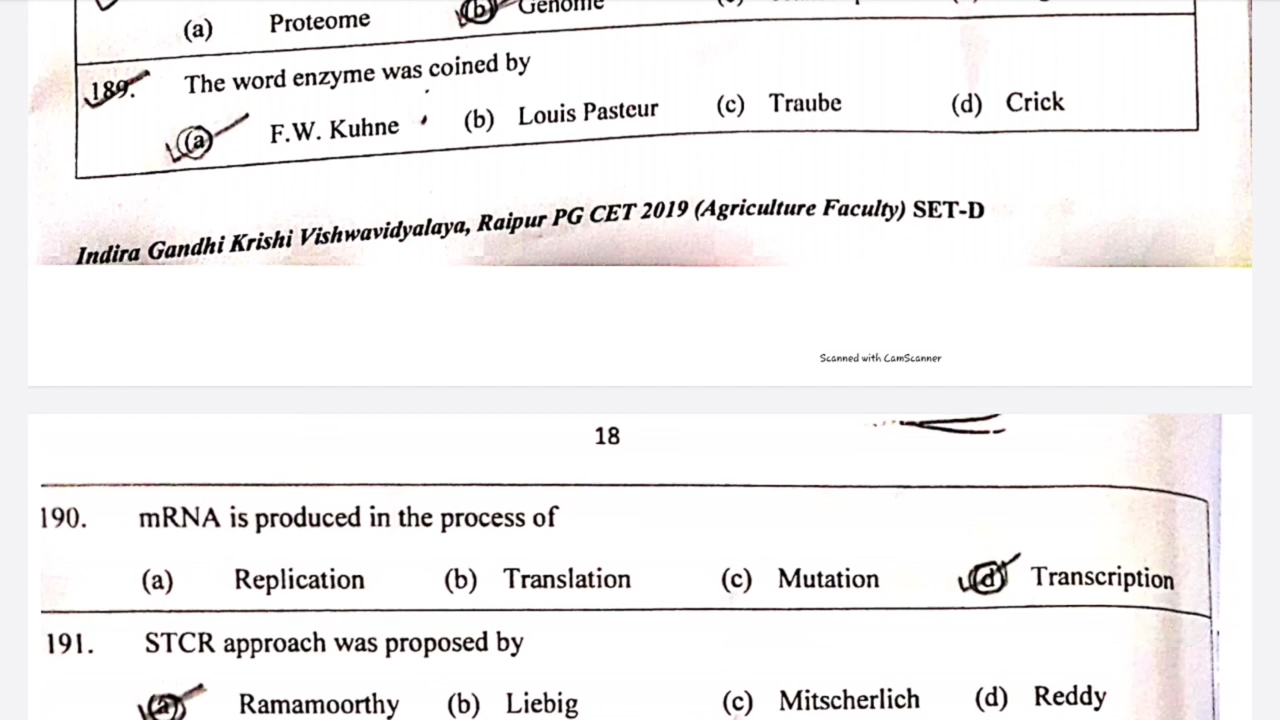 (a) Proteome (b) Genome
189. The word enzyme was coined by
(a) F.W. Kuhne (b) Louis Pasteur (c) Traube (d) Crick
Indira Gandhi Krishi Vishwavidyalaya, Raipur PG CET 2019 (Agriculture Faculty) SET-D
Scanned with CamScanner
18
190. mRNA is produced in the process of
(a) Replication (b) Translation (c) Mutation (d) Transcription
191. STCR approach was proposed by
(a) Ramamoorthy (b) Liebig (c) Mitscherlich (d) Reddy